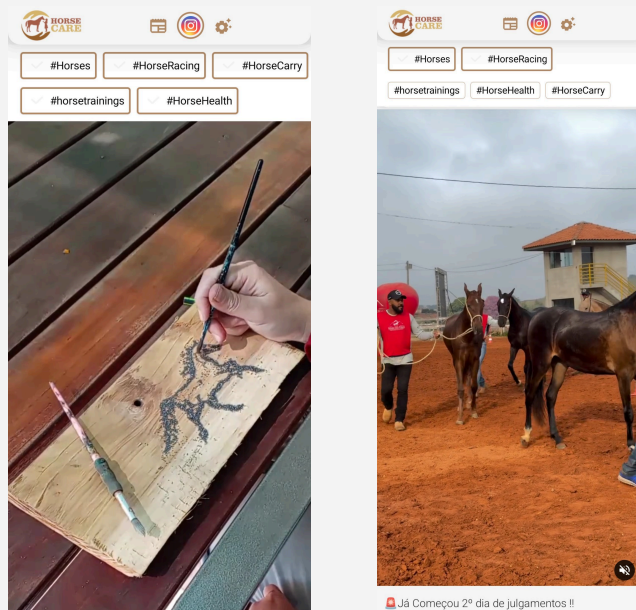 HORSE
CARE
#Horses
#HorseRacing
#HorseCarry
#horsetrainings
#HorseHealth
HORSE
CARE
#Horses
#HorseRacing
#horsetrainings
#HorseHealth
#HorseCarry
🚨Já Começou 2º dia de julgamentos !!